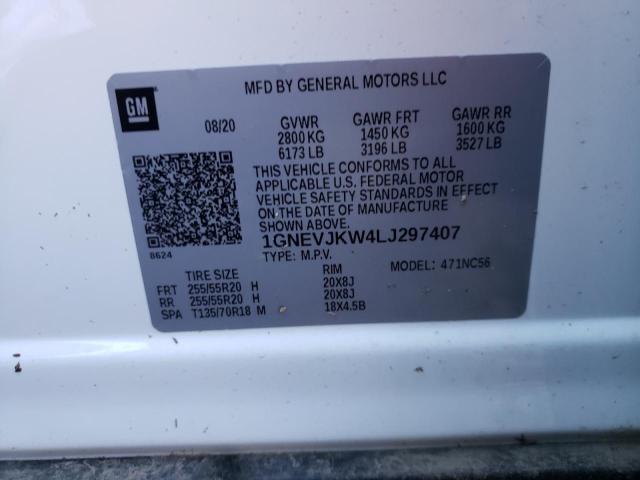 MFD BY GENERAL MOTORS LLC
GM
08/20 GVWR GAWR FRT GAWR RR
2800 KG 1450 KG 1600 KG
6173 LB 3196 LB 3527 LB
THIS VEHICLE CONFORMS TO ALL
APPLICABLE U.S. FEDERAL MOTOR
VEHICLE SAFETY STANDARDS IN EFFECT
ON THE DATE OF MANUFACTURE
SHOWN ABOVE.
8624
1GNEVJKW4LJ297407
TYPE: M.P.V. MODEL: 471NC56
TIRE SIZE RIM
FRT 255/55R20 H 20X8J
RR 255/55R20 H 20X8J
SPA T135/70R18 M 18X4.5B